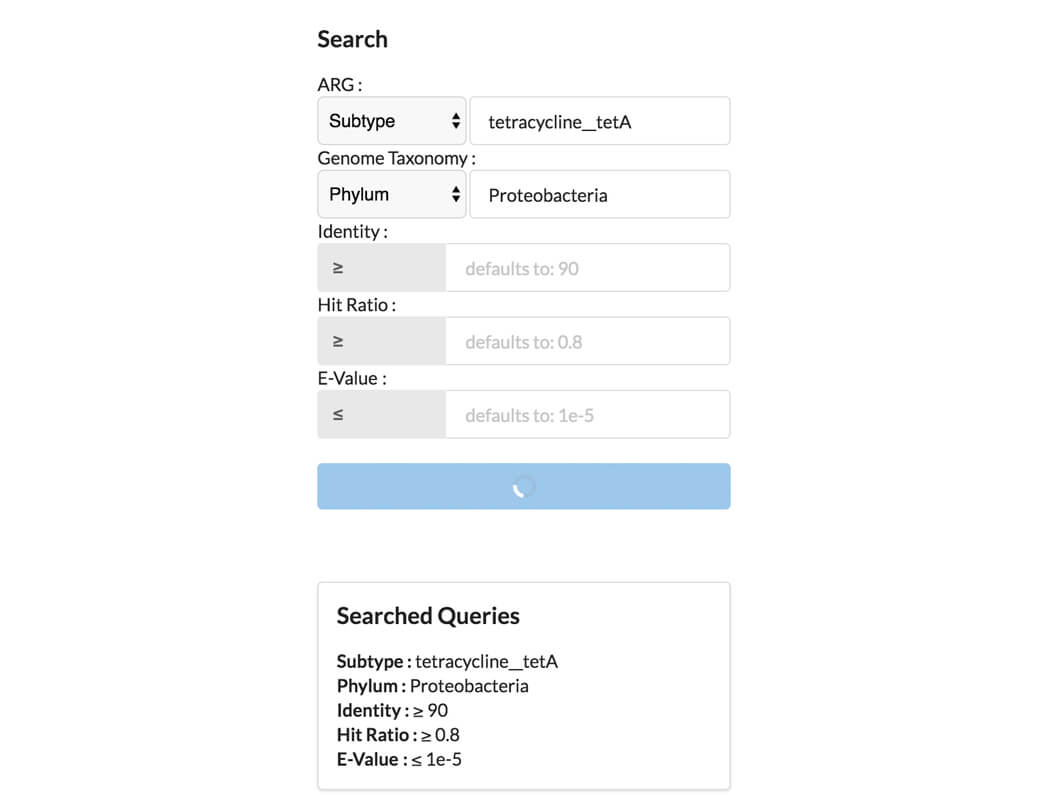 Search
ARG :
Subtype tetracycline__tetA
Genome Taxonomy :
Phylum Proteobacteria
Identity :
≥ defaults to: 90
Hit Ratio :
≥ defaults to: 0.8
E-Value :
≤ defaults to: 1e-5
Searched Queries
Subtype : tetracycline__tetA
Phylum : Proteobacteria
Identity : ≥ 90
Hit Ratio : ≥ 0.8
E-Value : ≤ 1e-5